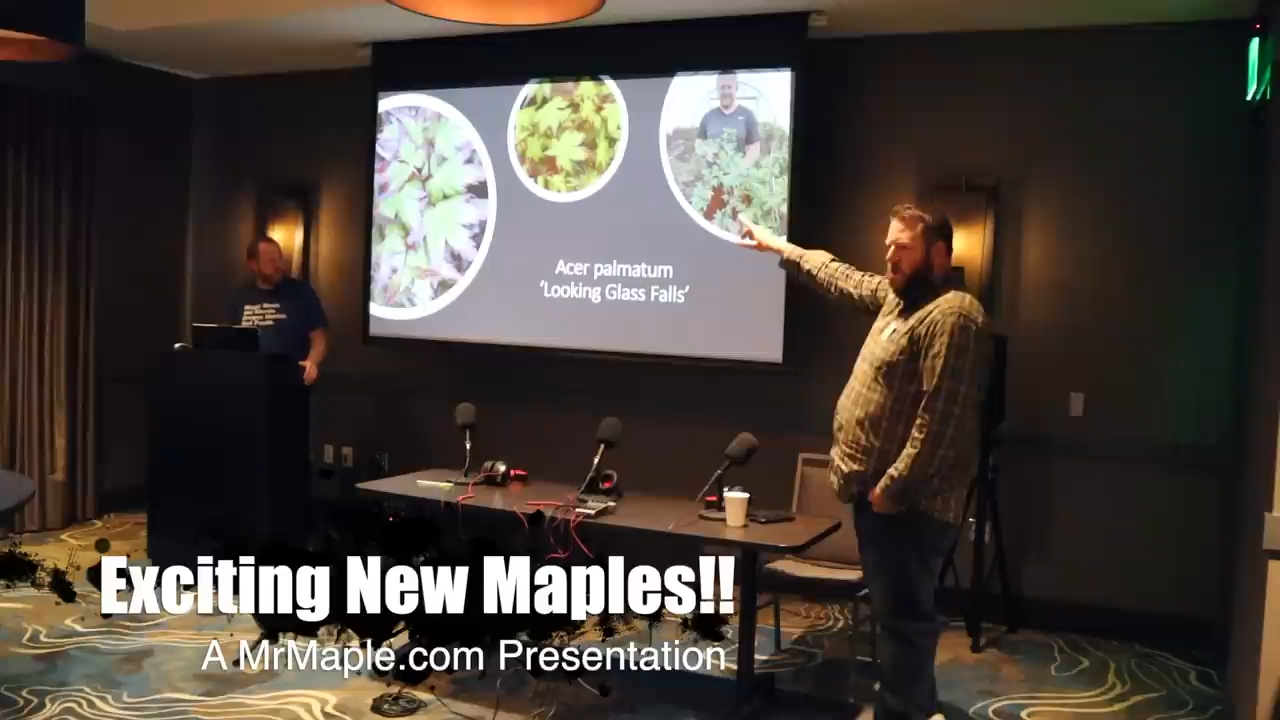 Acer palmatum
‘Looking Glass Falls’
Exciting New Maples!!
A MrMaple.com Presentation